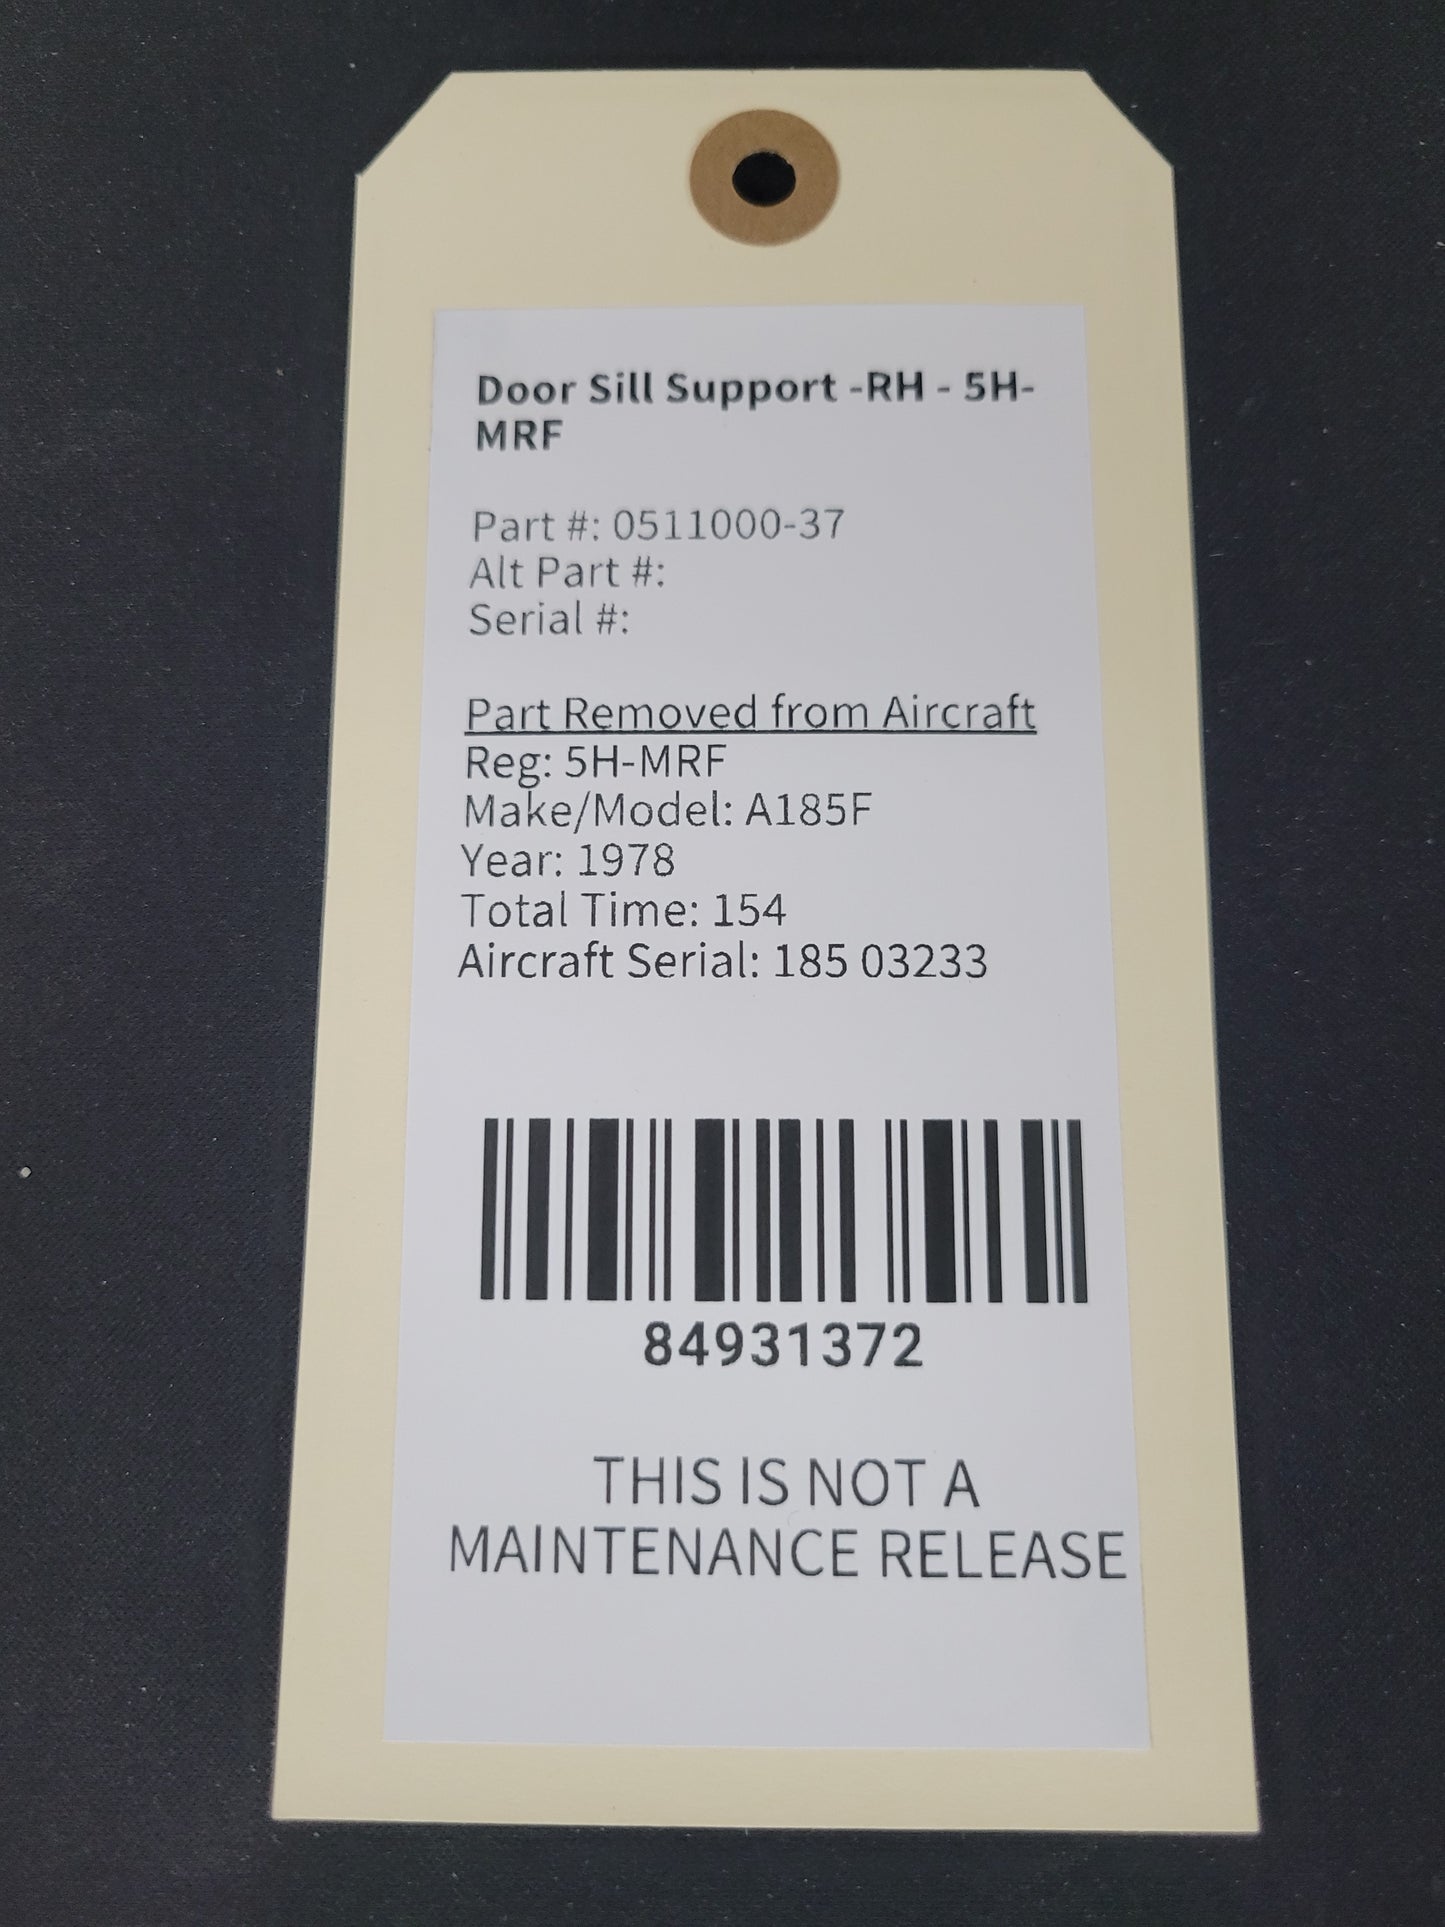 Door Sill Support -RH - 5H-
MRF
Part #: 0511000-37
Alt Part #:
Serial #:
Part Removed from Aircraft
Reg: 5H-MRF
Make/Model: A185F
Year: 1978
Total Time: 154
Aircraft Serial: 185 03233
84931372
THIS IS NOT A
MAINTENANCE RELEASE